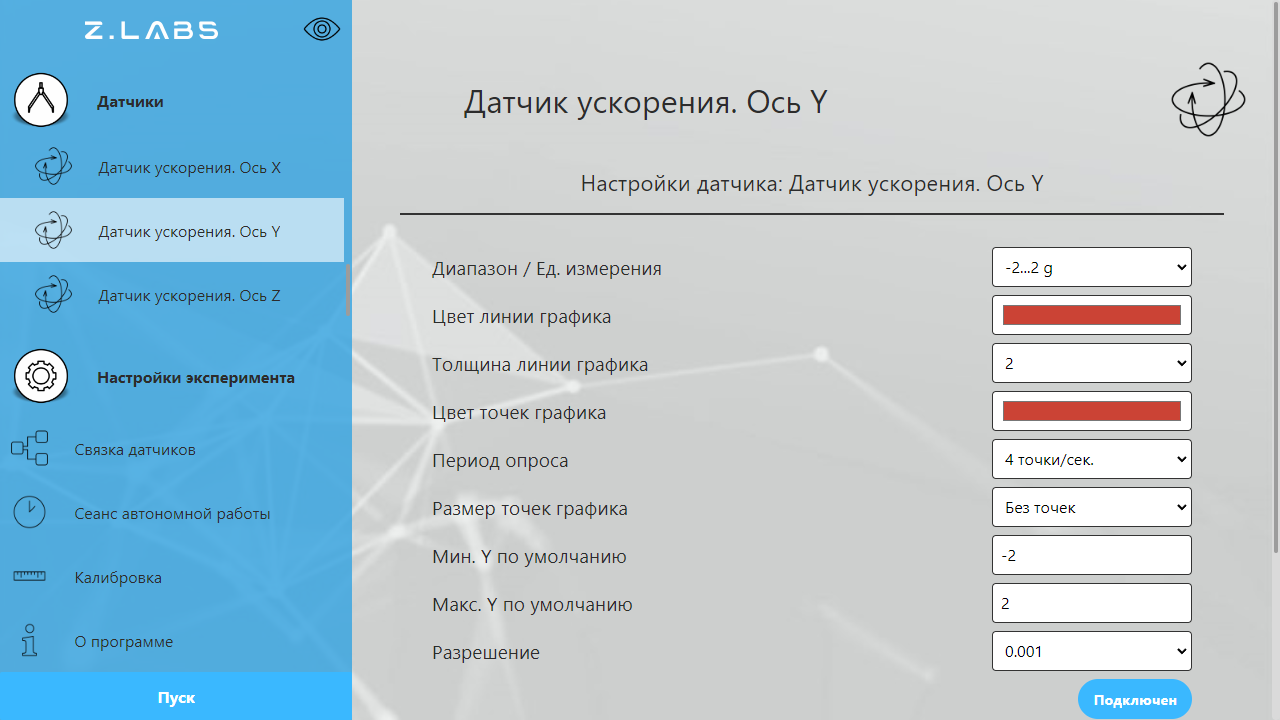 Z.LABS
Датчики
Датчик ускорения. Ось X
Датчик ускорения. Ось Y
Датчик ускорения. Ось Z
Настройки эксперимента
Связка датчиков
Сеанс автономной работы
Калибровка
О программе
Пуск
Датчик ускорения. Ось Y
Настройки датчика: Датчик ускорения. Ось Y
Диапазон / Ед. измерения -2...2 g
Цвет линии графика
Толщина линии графика 2
Цвет точек графика
Период опроса 4 точки/сек.
Размер точек графика Без точек
Мин. Y по умолчанию -2
Макс. Y по умолчанию 2
Разрешение 0.001
Подключен